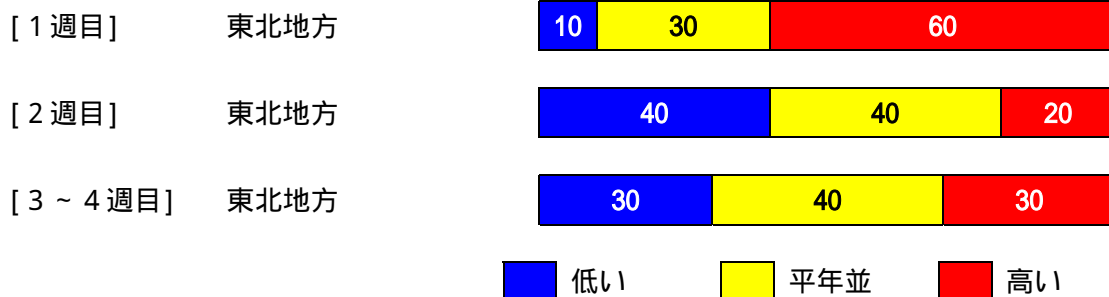 [１週目] 東北地方 10 30 60
[２週目] 東北地方 40 40 20
[３～４週目] 東北地方 30 40 30
低い 平年並 高い